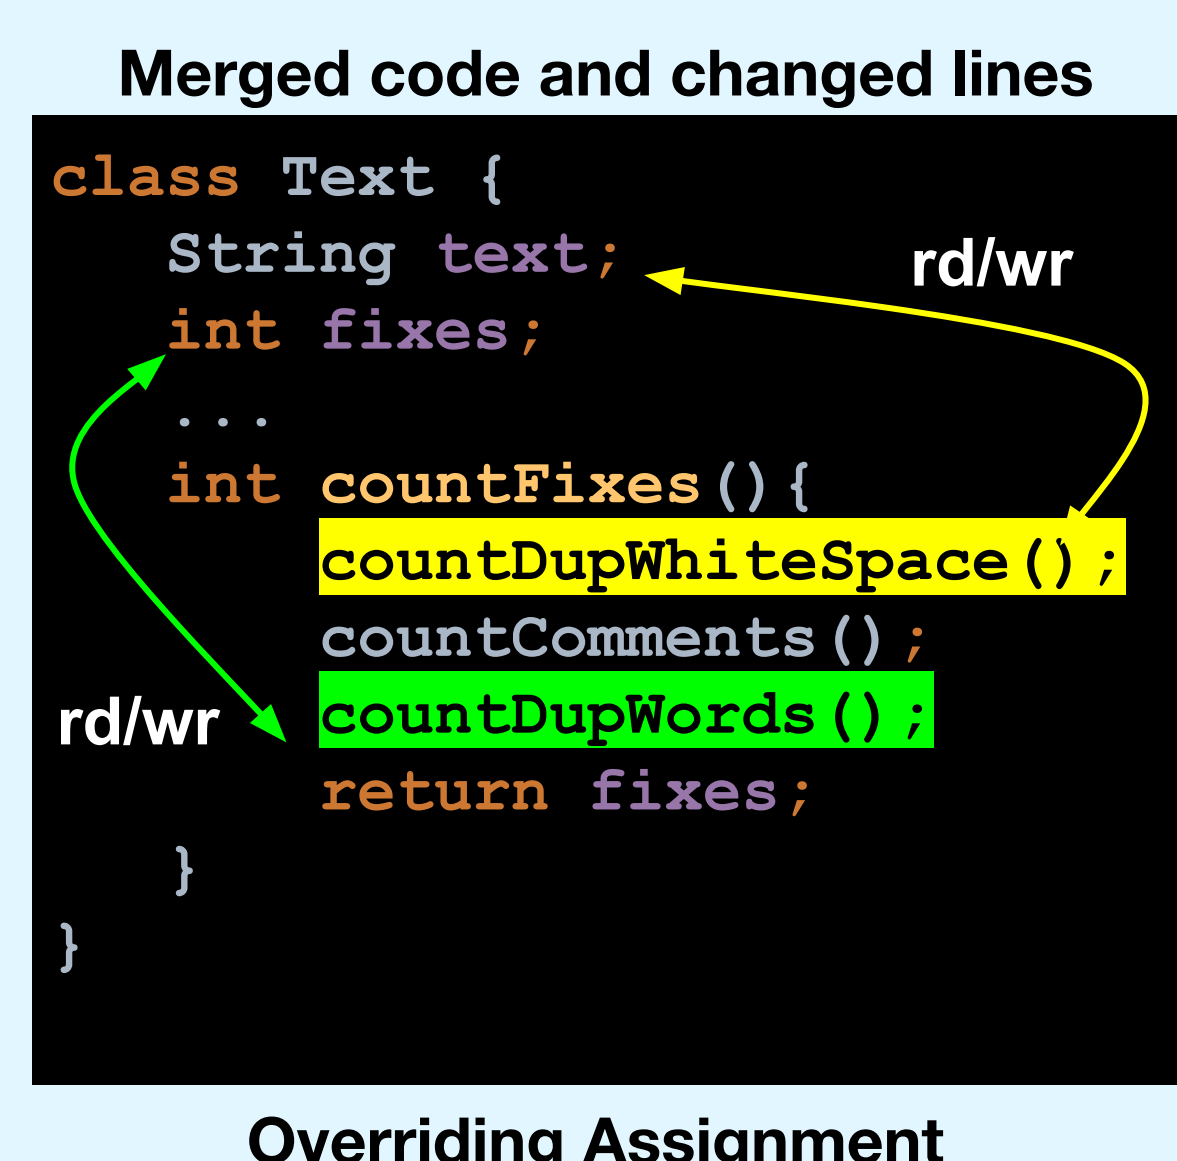 Merged code and changed lines
class Text {
String text;
rd/wr
int fixes;
...
int countFixes(){
countDupWhiteSpace();
countComments();
rd/wr
countDupWords();
return fixes;
}
}
Overriding Assignment